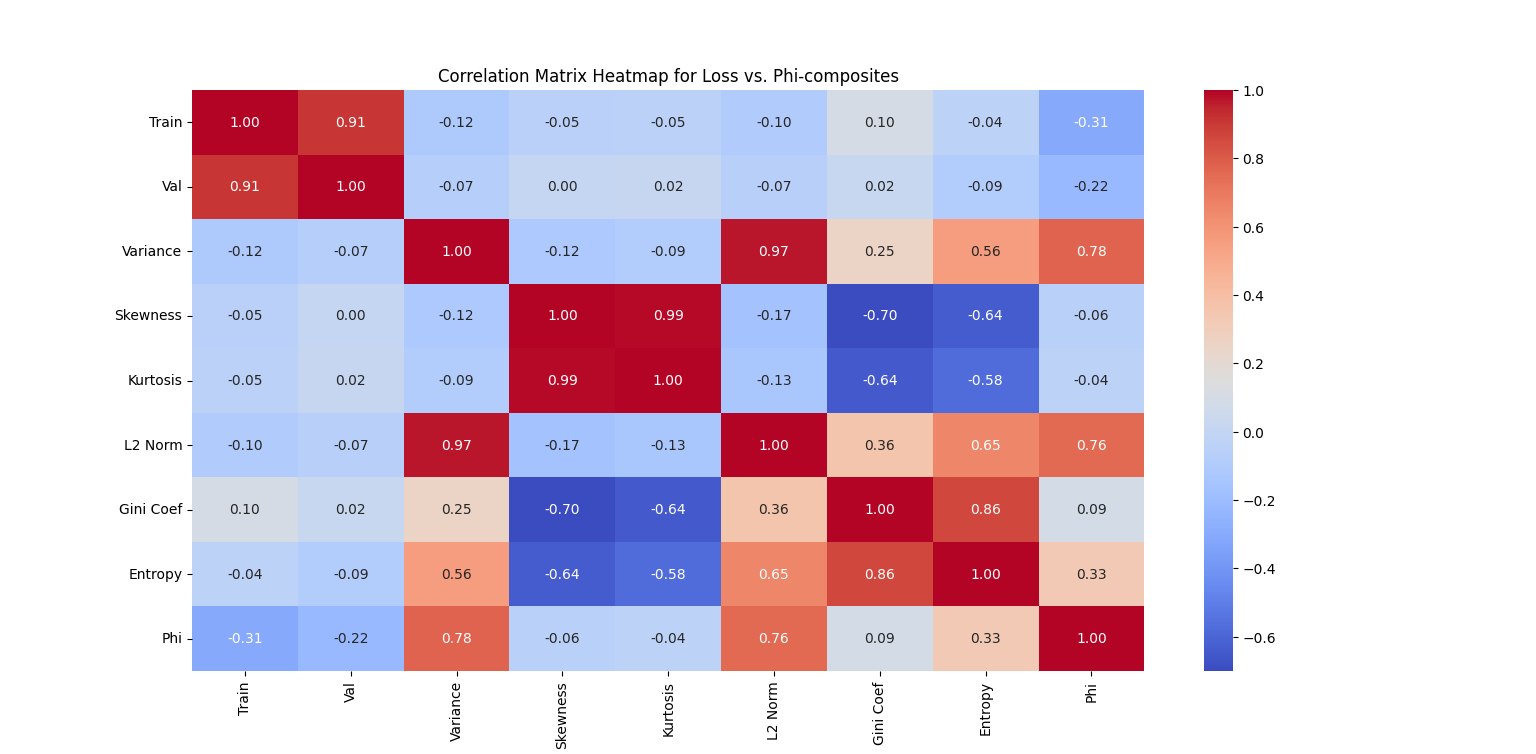 Correlation Matrix Heatmap for Loss vs. Phi-composites
Train 1.00 0.91 -0.12 -0.05 -0.05 -0.10 0.10 -0.04 -0.31
Val 0.91 1.00 -0.07 0.00 0.02 -0.07 0.02 -0.09 -0.22
Variance -0.12 -0.07 1.00 -0.12 -0.09 0.97 0.25 0.56 0.78
Skewness -0.05 0.00 -0.12 1.00 0.99 -0.17 -0.70 -0.64 -0.06
Kurtosis -0.05 0.02 -0.09 0.99 1.00 -0.13 -0.64 -0.58 -0.04
L2 Norm -0.10 -0.07 0.97 -0.17 -0.13 1.00 0.36 0.65 0.76
Gini Coef 0.10 0.02 0.25 -0.70 -0.64 0.36 1.00 0.86 0.09
Entropy -0.04 -0.09 0.56 -0.64 -0.58 0.65 0.86 1.00 0.33
Phi -0.31 -0.22 0.78 -0.06 -0.04 0.76 0.09 0.33 1.00
Train Val Variance Skewness Kurtosis L2 Norm Gini Coef Entropy Phi
1.0
0.8
0.6
0.4
0.2
0.0
−0.2
−0.4
−0.6